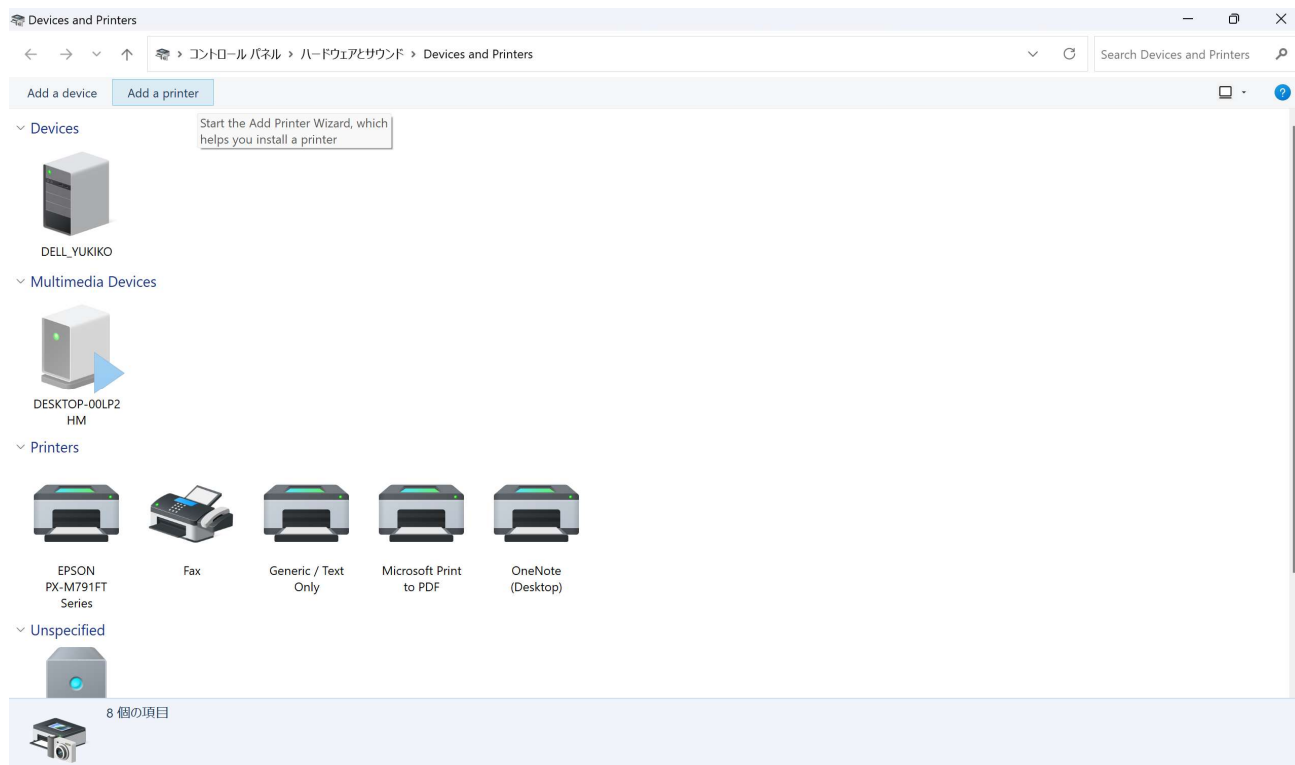 Devices and Printers
コントロール パネル › ハードウェアとサウンド › Devices and Printers
Search Devices and Printers
Add a device
Add a printer
Start the Add Printer Wizard, which
helps you install a printer
Devices
DELL_YUKIKO
Multimedia Devices
DESKTOP-00LP2
HM
Printers
EPSON
PX-M791FT
Series
Fax
Generic / Text
Only
Microsoft Print
to PDF
OneNote
(Desktop)
Unspecified
8 個の項目